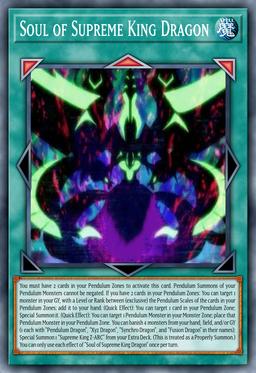 SOUL OF SUPREME KING DRAGON
You must have 2 cards in your Pendulum Zones to activate this card. Pendulum Summons of your
Pendulum Monsters cannot be negated. If you have 2 cards in your Pendulum Zones: You can target 1
monster in your GY, with a Level or Rank between (exclusive) the Pendulum Scales of the cards in your
Pendulum Zones; add it to your hand. (Quick Effect): You can target 1 card in your Pendulum Zone;
Special Summon it. (Quick Effect): You can target 1 Pendulum Monster in your Monster Zone; place that
Pendulum Monster in your Pendulum Zone. You can banish 4 monsters from your hand, field, and/or GY
(1 each with "Pendulum Dragon", "Xyz Dragon", "Synchro Dragon", and "Fusion Dragon" in their names);
Special Summon 1 "Supreme King Z-ARC" from your Extra Deck. (This is treated as a Properly Summon.)
You can only use each effect of "Soul of Supreme King Dragon" once per turn.